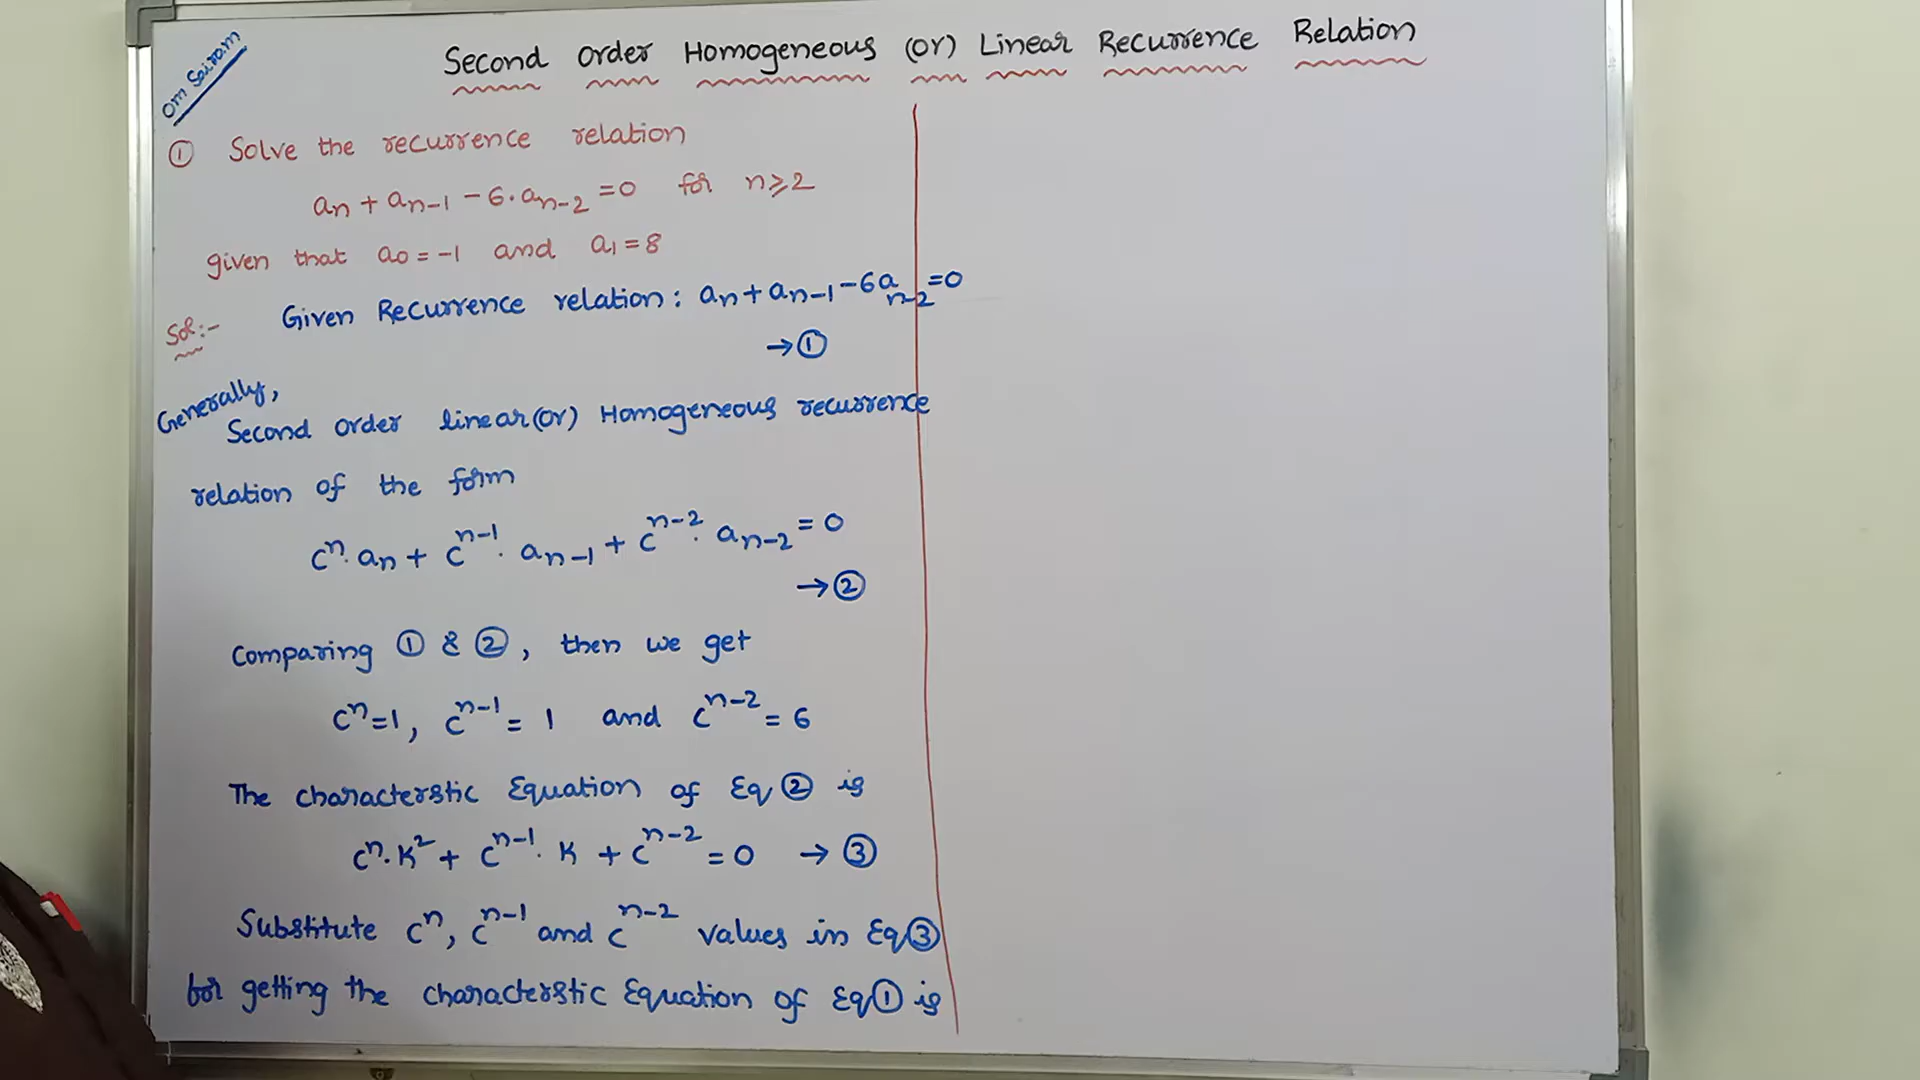 Om Sairam
Second Order Homogeneous (or) Linear Recurrence Relation
① Solve the recurrence relation
aₙ + aₙ₋₁ - 6·aₙ₋₂ = 0 for n ≥ 2
given that a₀ = -1 and a₁ = 8
Sol:- Given Recurrence relation: aₙ + aₙ₋₁ - 6aₙ₋₂ = 0
→ ①
Generally,
Second order linear (or) Homogeneous recurrence
relation of the form
cⁿ·aₙ + cⁿ⁻¹·aₙ₋₁ + cⁿ⁻²·aₙ₋₂ = 0
→ ②
Comparing ① & ②, then we get
cⁿ = 1, cⁿ⁻¹ = 1 and cⁿ⁻² = 6
The characterstic Equation of Eq ② is
cⁿ·K² + cⁿ⁻¹·K + cⁿ⁻² = 0 → ③
Substitute cⁿ, cⁿ⁻¹ and cⁿ⁻² values in Eq ③
for getting the characterstic Equation of Eq ① is